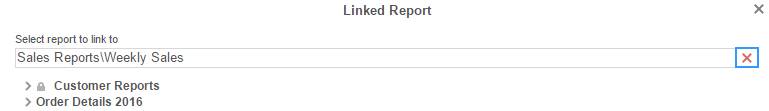 Linked Report
Select report to link to
Sales Reports\Weekly Sales
Customer Reports
Order Details 2016